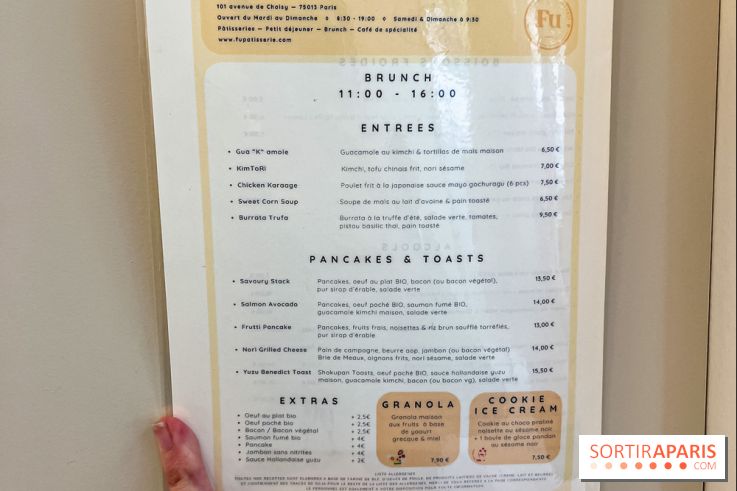 101 avenue de Choisy — 75013 Paris
Ouvert du Mardi au Dimanche ◊ 8:30 - 19:00 ◊ Samedi & Dimanche à 9:30
Pâtisseries — Petit déjeuner — Brunch — Café de spécialité
www.fupatisserie.com
Fu
BRUNCH
11:00 - 16:00
ENTREES
• Gua "K" amole Guacamole au kimchi & tortillas de maïs maison 6,50 €
• KimToRi Kimchi, tofu chinois frit, nori sésame 7,00 €
• Chicken Karaage Poulet frit à la japonaise sauce mayo gochuragu (6 pcs) 7,50 €
• Sweet Corn Soup Soupe de maïs au lait d'avoine & pain toasté 6,50 €
• Burrata Trufa Burrata à la truffe d'été, salade verte, tomates, 9,50 €
pistou basilic thai, pain toasté
PANCAKES & TOASTS
• Savoury Stack Pancakes, oeuf au plat BIO, bacon (ou bacon végétal), 13,50 €
pur sirop d'érable, salade verte
• Salmon Avocado Pancakes, oeuf poché BIO, saumon fumé BIO, 14,00 €
guacamole kimchi maison, salade verte
• Frutti Pancake Pancakes, fruits frais, noisettes & riz brun soufflé torréfiés, 13,00 €
pur sirop d'érable
• Nori Grilled Cheese Pain de campagne, beurre aop, jambon (ou bacon végétal) 14,00 €
Brie de Meaux, oignons frits, nori sésame, salade verte
• Yuzu Benedict Toast Shokupan Toasts, oeuf poché BIO, sauce hollandaise yuzu 15,50 €
maison, guacamole kimchi, bacon (ou bacon vg), salade verte
EXTRAS
• Oeuf au plat bio + 2.5€
• Oeuf poché bio + 2.5€
• Bacon / Bacon végétal + 2.5€
• Saumon fumé bio + 4€
• Pancake + 4€
• Jambon sans nitrites + 4€
• Sauce Hollandaise yuzu + 2€
GRANOLA
Granola maison
aux fruits à base
de yaourt
grecque & miel
7,90 €
COOKIE
ICE CREAM
Cookie au choco praliné
noisette ou sésame noir
+ 1 boule de glace pandan
ou sésame noir
7,50 €
LISTE ALLERGENES
SORTIRAPARIS
.COM